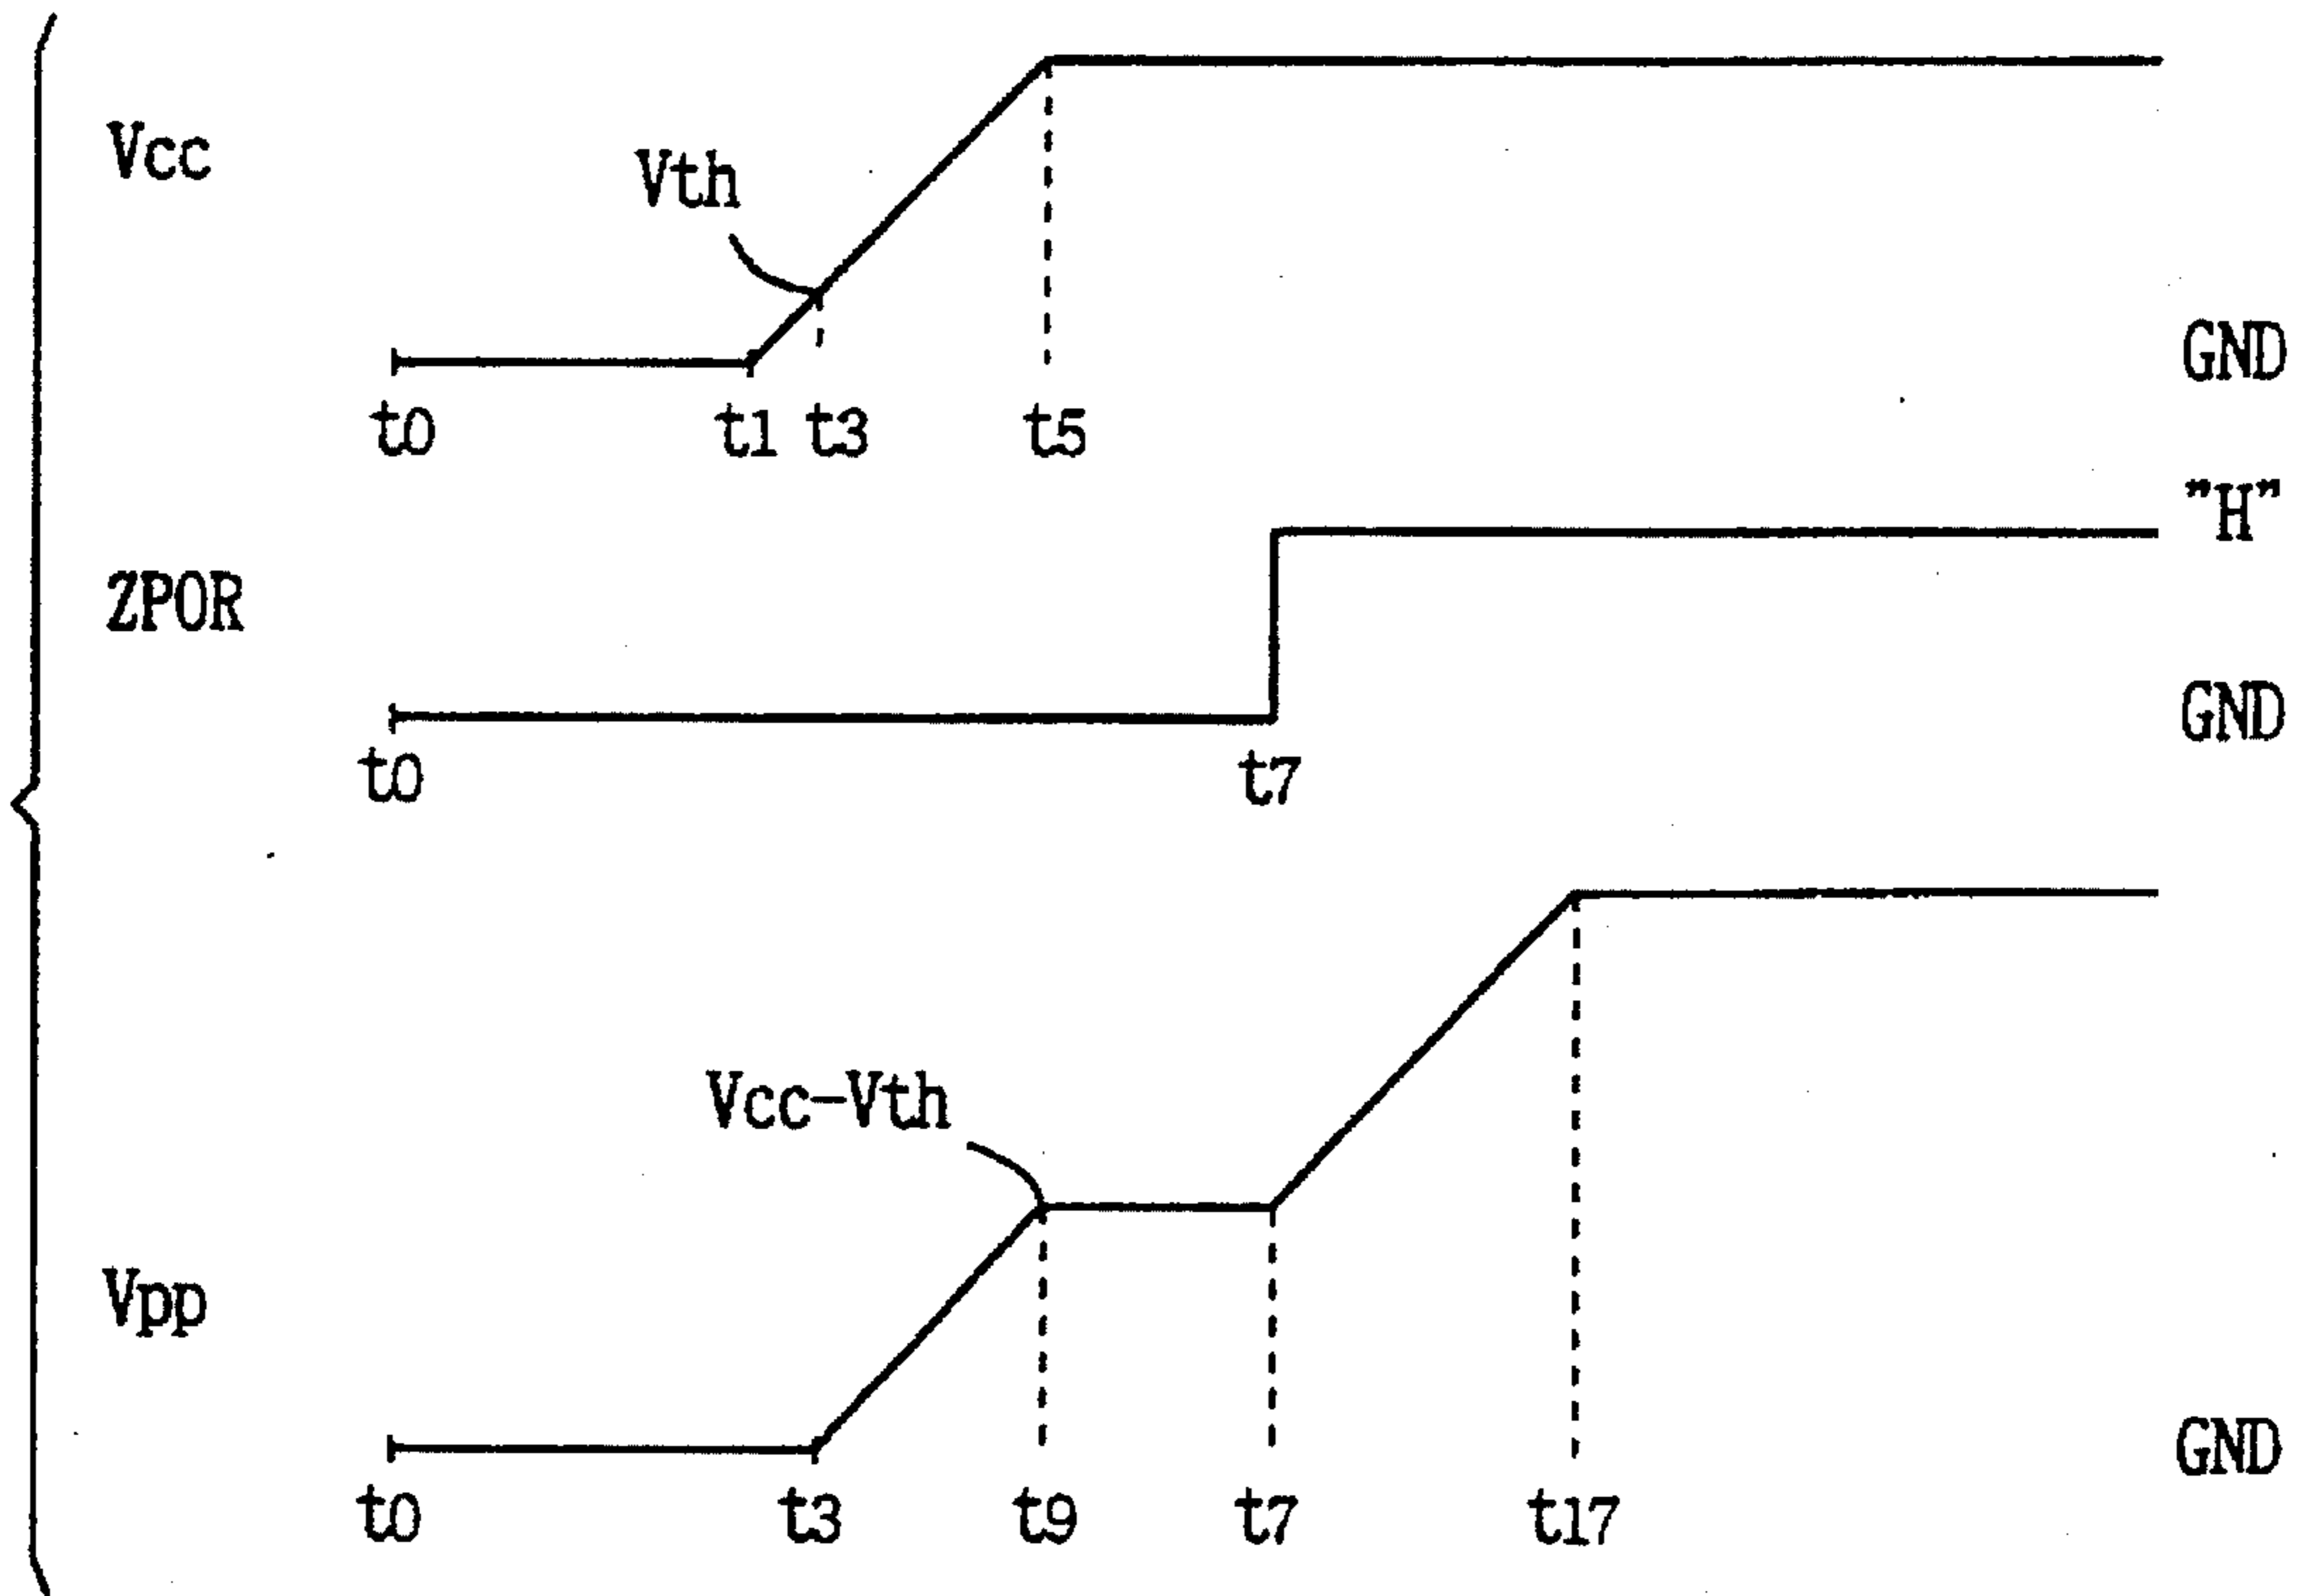 Vcc
Vth
GND
t0 t1 t3 t5
"H"
ZPOR
GND
t0 t7
Vcc-Vth
Vpp
GND
t0 t3 t9 t7 t17